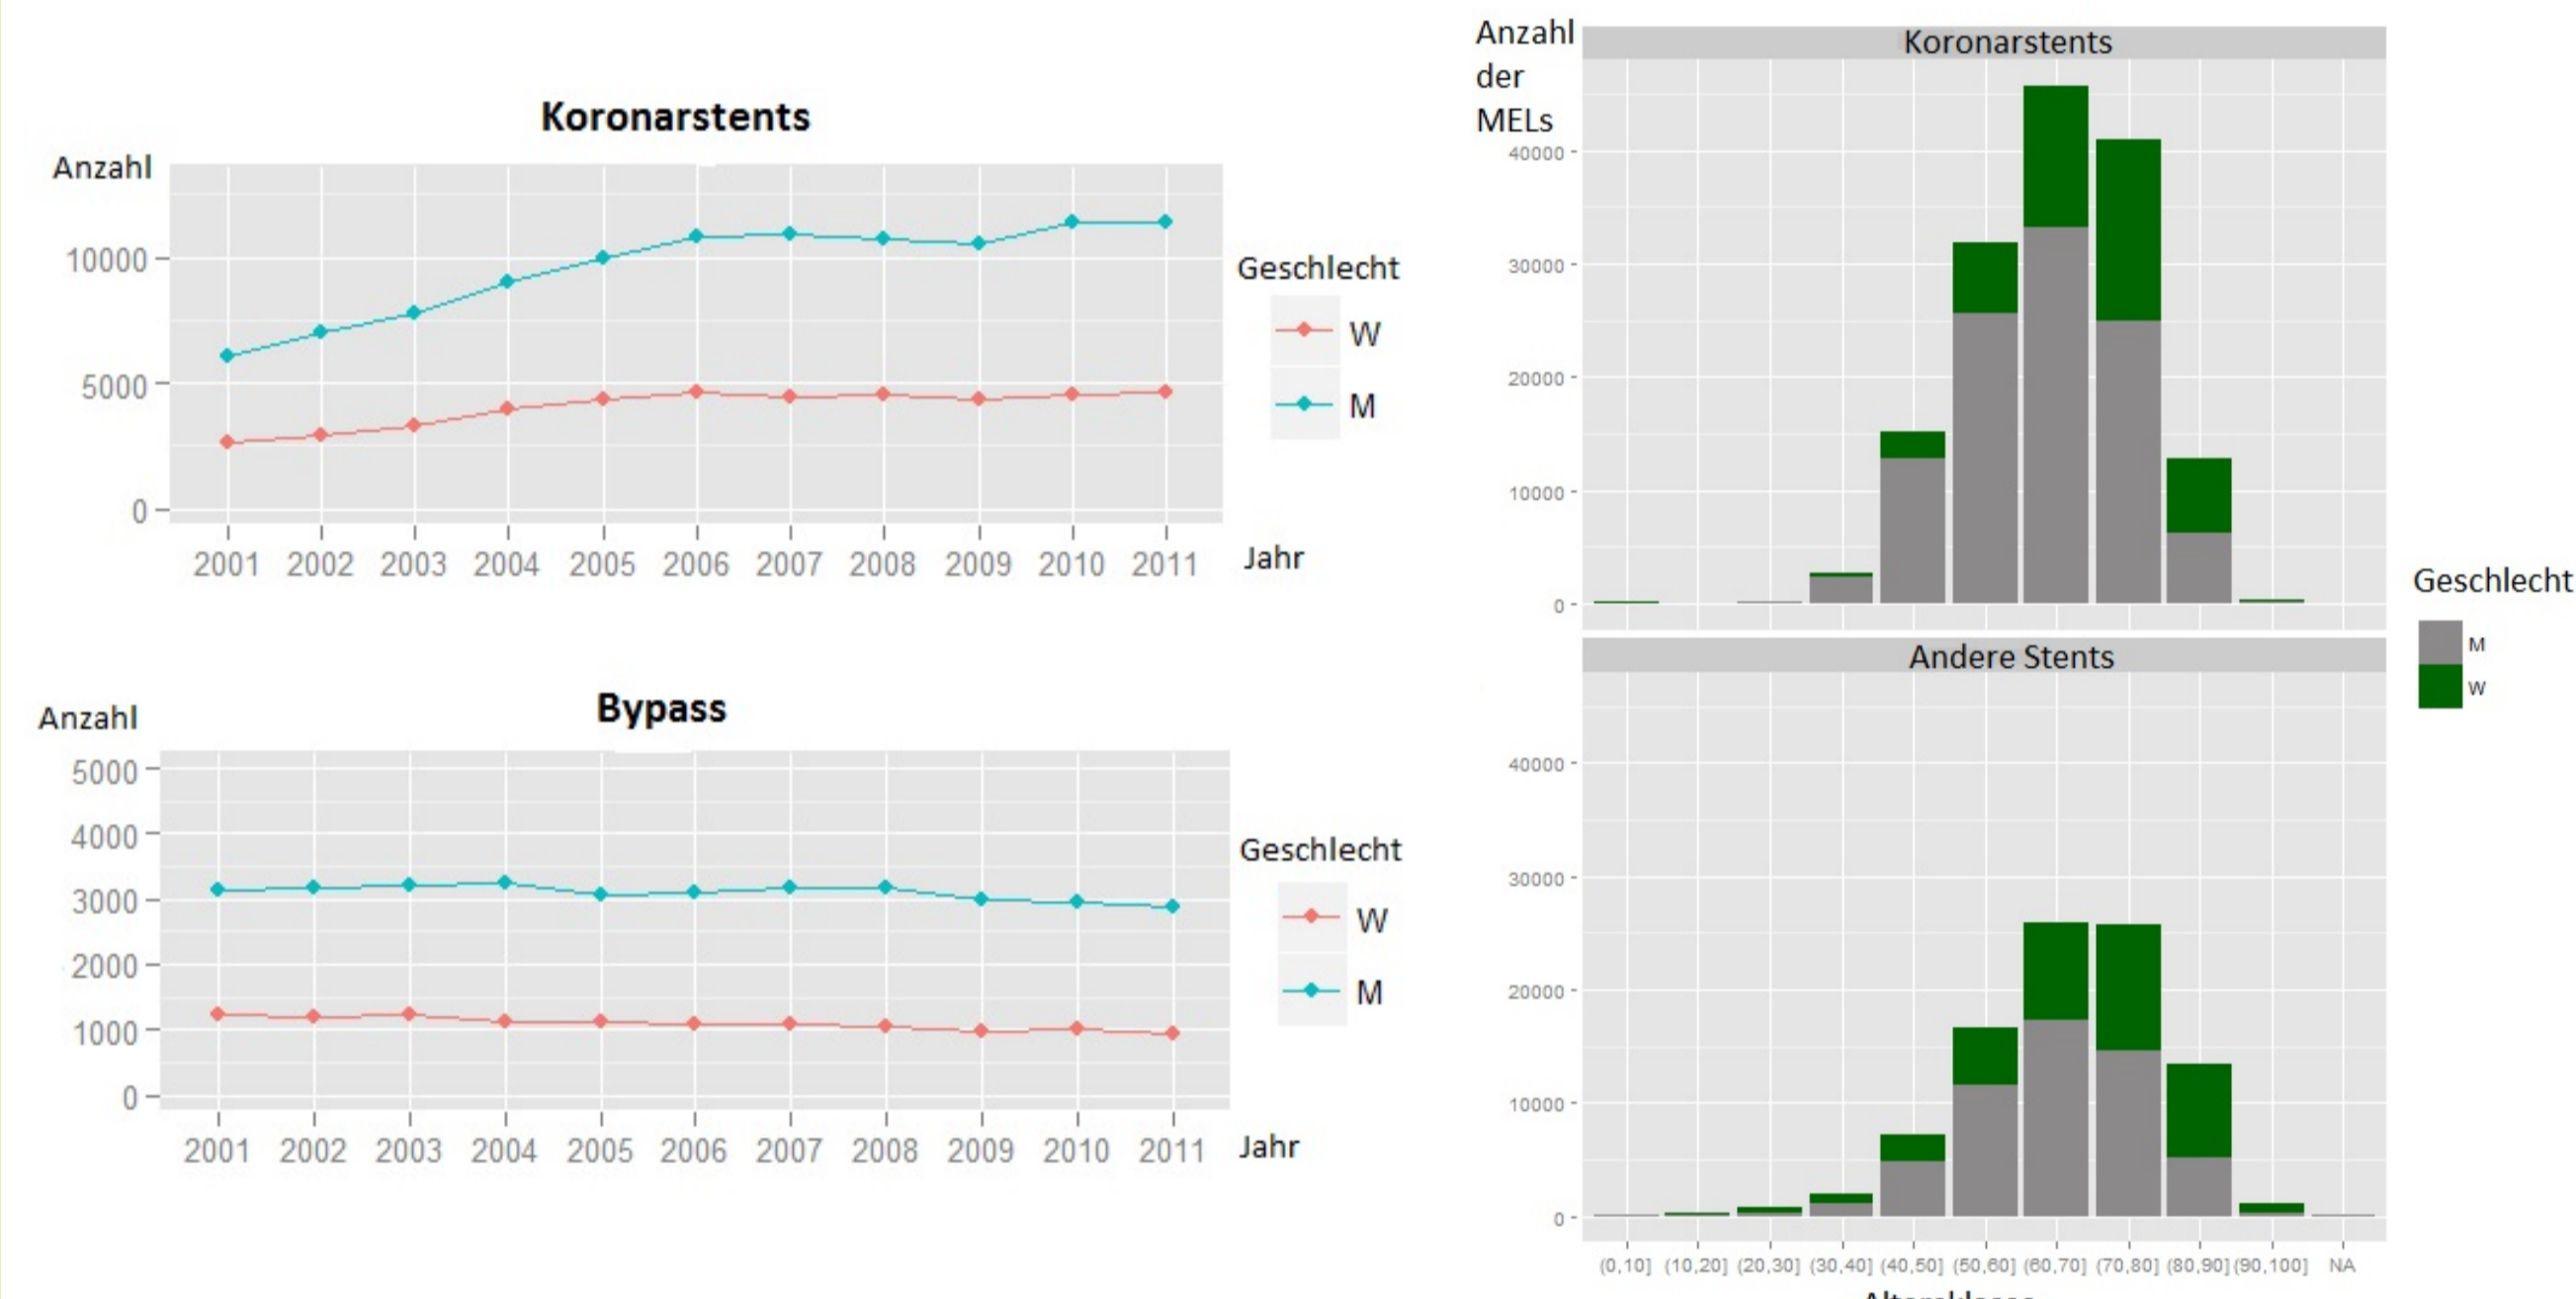 Koronarstents
Anzahl
10000
5000
0
2001 2002 2003 2004 2005 2006 2007 2008 2009 2010 2011
Jahr
Geschlecht
W
M
Bypass
Anzahl
5000
4000
3000
2000
1000
0
2001 2002 2003 2004 2005 2006 2007 2008 2009 2010 2011
Jahr
Geschlecht
W
M
Anzahl
der
MELs
Koronarstents
40000
30000
20000
10000
0
Andere Stents
40000
30000
20000
10000
0
(0,10] (10,20] (20,30] (30,40] (40,50] (50,60] (60,70] (70,80] (80,90] (90,100] NA
Geschlecht
M
W